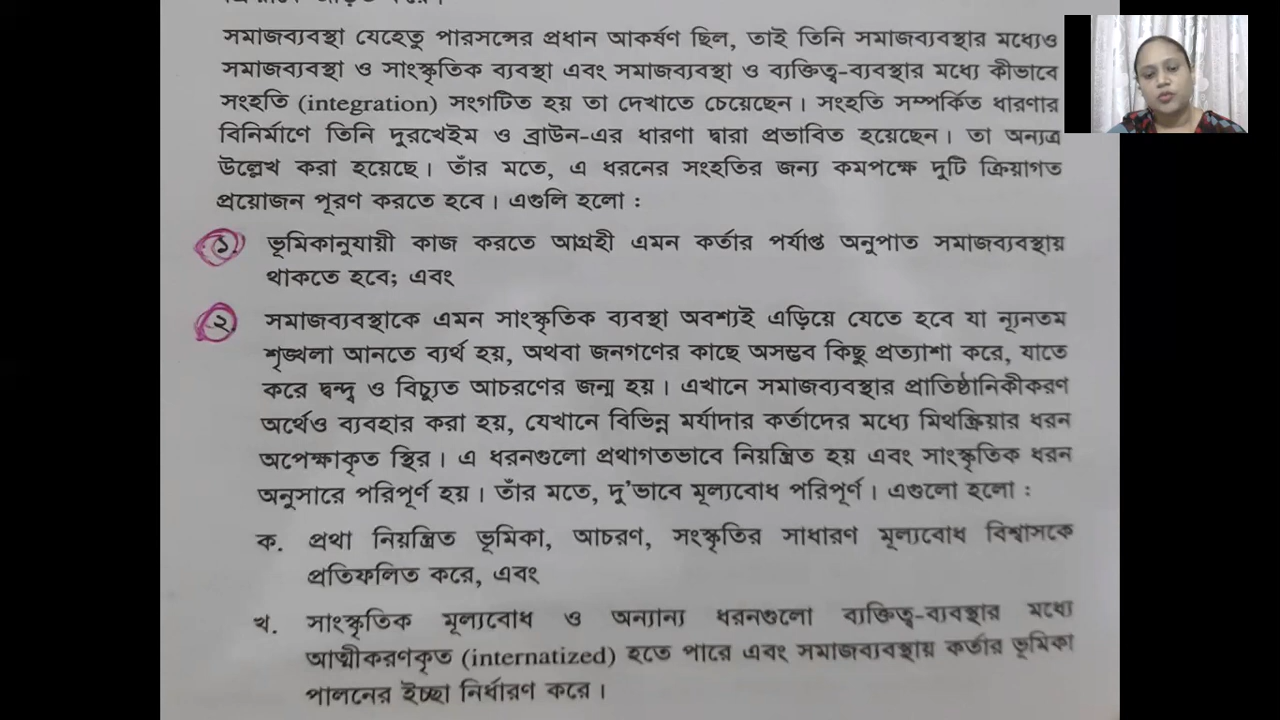 সমাজব্যবস্থা যেহেতু পারসন্সের প্রধান আকর্ষণ ছিল, তাই তিনি সমাজব্যবস্থার মধ্যেও
সমাজব্যবস্থা ও সাংস্কৃতিক ব্যবস্থা এবং সমাজব্যবস্থা ও ব্যক্তিত্ব-ব্যবস্থার মধ্যে কীভাবে
সংহতি (integration) সংগটিত হয় তা দেখাতে চেয়েছেন। সংহতি সম্পর্কিত ধারণার
বিনির্মাণে তিনি দুরখেইম ও ব্রাউন-এর ধারণা দ্বারা প্রভাবিত হয়েছেন। তা অন্যত্র
উল্লেখ করা হয়েছে। তাঁর মতে, এ ধরনের সংহতির জন্য কমপক্ষে দুটি ক্রিয়াগত
প্রয়োজন পূরণ করতে হবে। এগুলি হলো :
১. ভূমিকানুযায়ী কাজ করতে আগ্রহী এমন কর্তার পর্যাপ্ত অনুপাত সমাজব্যবস্থায়
থাকতে হবে; এবং
২. সমাজব্যবস্থাকে এমন সাংস্কৃতিক ব্যবস্থা অবশ্যই এড়িয়ে যেতে হবে যা ন্যূনতম
শৃঙ্খলা আনতে ব্যর্থ হয়, অথবা জনগণের কাছে অসম্ভব কিছু প্রত্যাশা করে, যাতে
করে দ্বন্দ্ব ও বিচ্যুত আচরণের জন্ম হয়। এখানে সমাজব্যবস্থার প্রাতিষ্ঠানিকীকরণ
অর্থেও ব্যবহার করা হয়, যেখানে বিভিন্ন মর্যাদার কর্তাদের মধ্যে মিথষ্ক্রিয়ার ধরন
অপেক্ষাকৃত স্থির। এ ধরনগুলো প্রথাগতভাবে নিয়ন্ত্রিত হয় এবং সাংস্কৃতিক ধরন
অনুসারে পরিপূর্ণ হয়। তাঁর মতে, দু'ভাবে মূল্যবোধ পরিপূর্ণ। এগুলো হলো :
ক. প্রথা নিয়ন্ত্রিত ভূমিকা, আচরণ, সংস্কৃতির সাধারণ মূল্যবোধ বিশ্বাসকে
প্রতিফলিত করে, এবং
খ. সাংস্কৃতিক মূল্যবোধ ও অন্যান্য ধরনগুলো ব্যক্তিত্ব-ব্যবস্থার মধ্যে
আত্মীকরণকৃত (internatized) হতে পারে এবং সমাজব্যবস্থায় কর্তার ভূমিকা
পালনের ইচ্ছা নির্ধারণ করে।